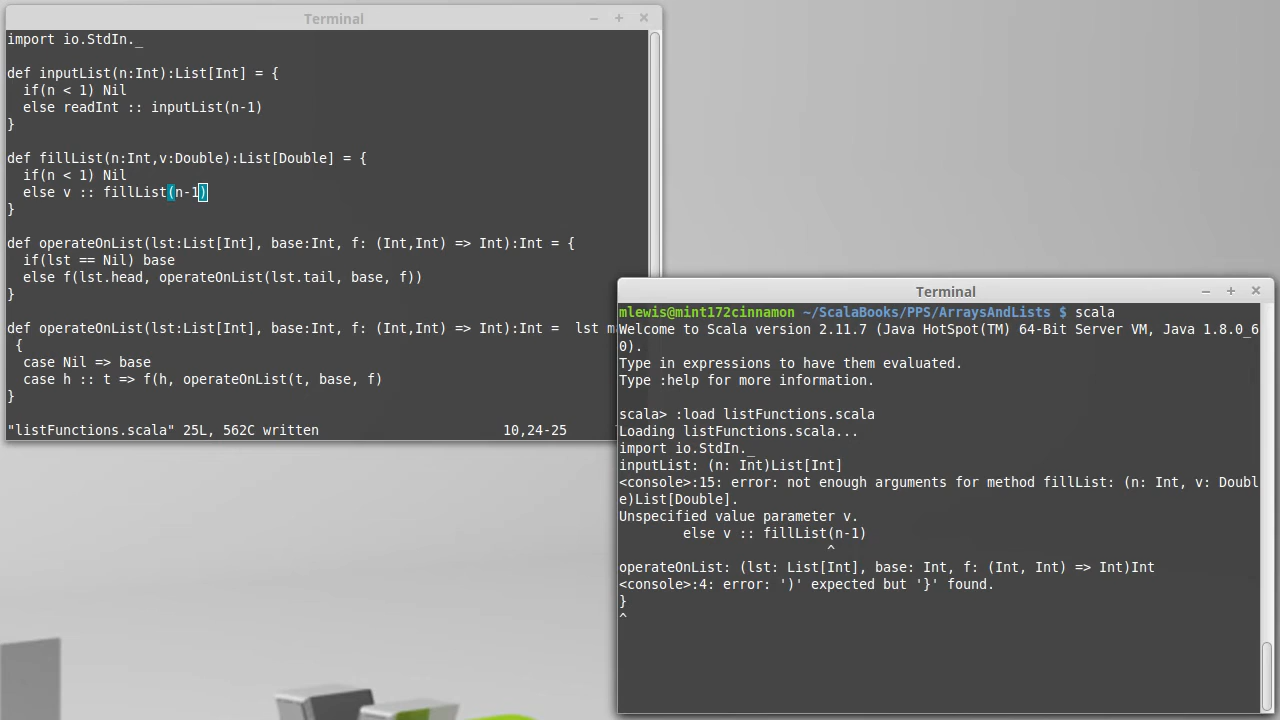 Terminal
import io.StdIn._
def inputList(n:Int):List[Int] = {
  if(n < 1) Nil
  else readInt :: inputList(n-1)
}
def fillList(n:Int,v:Double):List[Double] = {
  if(n < 1) Nil
  else v :: fillList(n-1)
}
def operateOnList(lst:List[Int], base:Int, f: (Int,Int) => Int):Int = {
  if(lst == Nil) base
  else f(lst.head, operateOnList(lst.tail, base, f))
}
def operateOnList(lst:List[Int], base:Int, f: (Int,Int) => Int):Int =  lst
 {
  case Nil => base
  case h :: t => f(h, operateOnList(t, base, f)
}
"listFunctions.scala" 25L, 562C written 10,24-25
Terminal
mlewis@mint172cinnamon ~/ScalaBooks/PPS/ArraysAndLists $ scala
Welcome to Scala version 2.11.7 (Java HotSpot(TM) 64-Bit Server VM, Java 1.8.0_6
0).
Type in expressions to have them evaluated.
Type :help for more information.
scala> :load listFunctions.scala
Loading listFunctions.scala...
import io.StdIn._
inputList: (n: Int)List[Int]
<console>:15: error: not enough arguments for method fillList: (n: Int, v: Doubl
e)List[Double].
Unspecified value parameter v.
        else v :: fillList(n-1)
                          ^
operateOnList: (lst: List[Int], base: Int, f: (Int, Int) => Int)Int
<console>:4: error: ')' expected but '}' found.
}
^